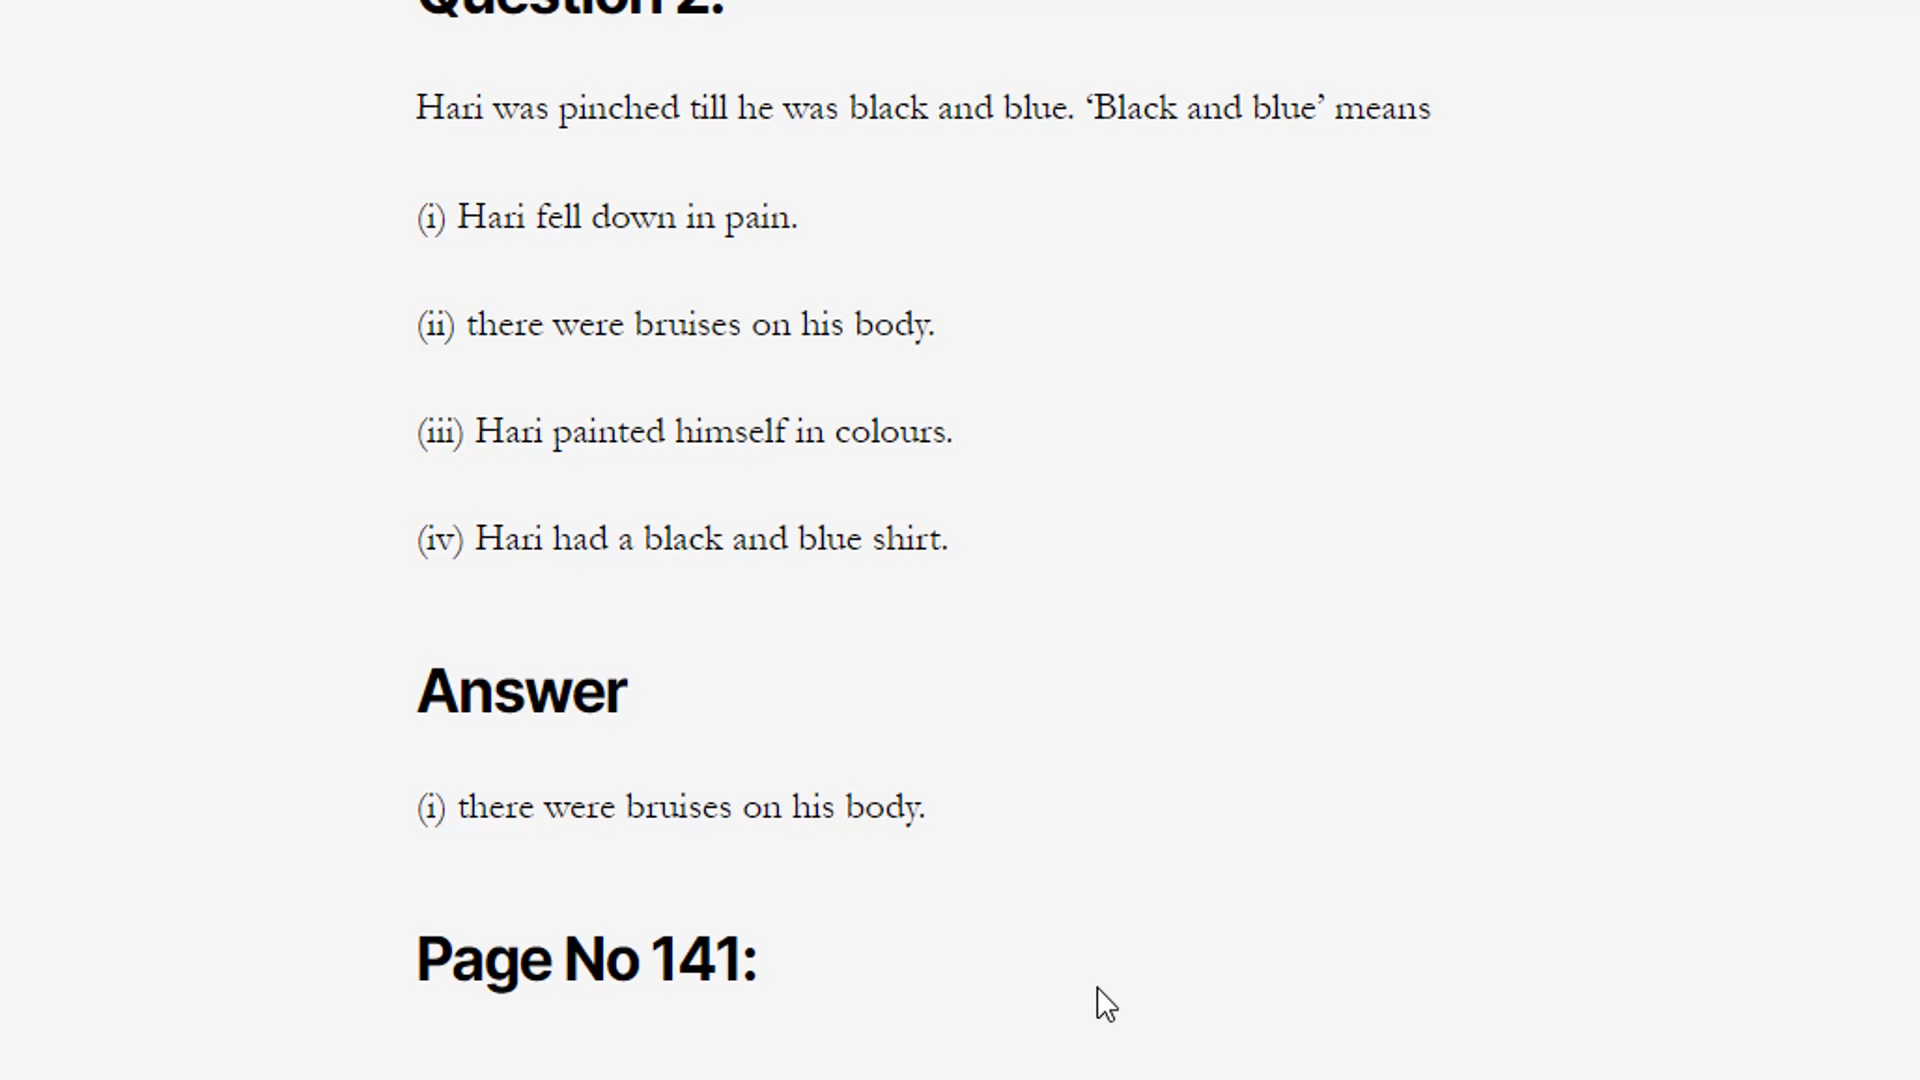 Question 2:
Hari was pinched till he was black and blue. ‘Black and blue’ means
(i) Hari fell down in pain.
(ii) there were bruises on his body.
(iii) Hari painted himself in colours.
(iv) Hari had a black and blue shirt.
Answer
(i) there were bruises on his body.
Page No 141: